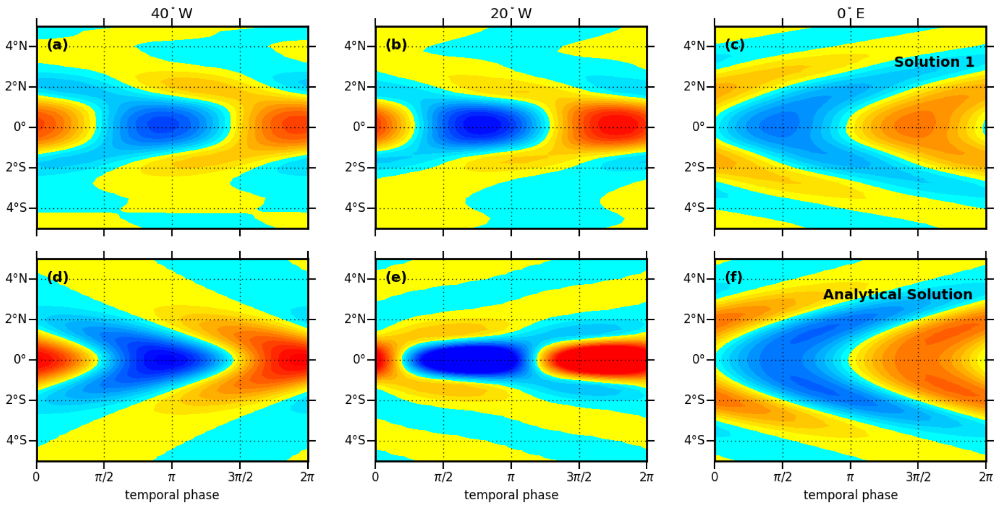 40° W 20° W 0° E
4°N (a) 4°N (b) 4°N (c)
Solution 1
2°N 2°N 2°N
0° 0° 0°
2°S 2°S 2°S
4°S 4°S 4°S
4°N (d) 4°N (e) 4°N (f)
Analytical Solution
2°N 2°N 2°N
0° 0° 0°
2°S 2°S 2°S
4°S 4°S 4°S
0 π/2 π 3π/2 2π 0 π/2 π 3π/2 2π 0 π/2 π 3π/2 2π
temporal phase temporal phase temporal phase